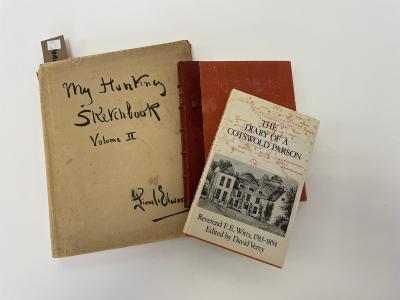 My Hunting
Sketchbook
Volume II
Lionel Edwards
THE
DIARY OF A
COTSWOLD PARSON
Reverend F. E. Witts, 1783-1854
Edited by David Verey